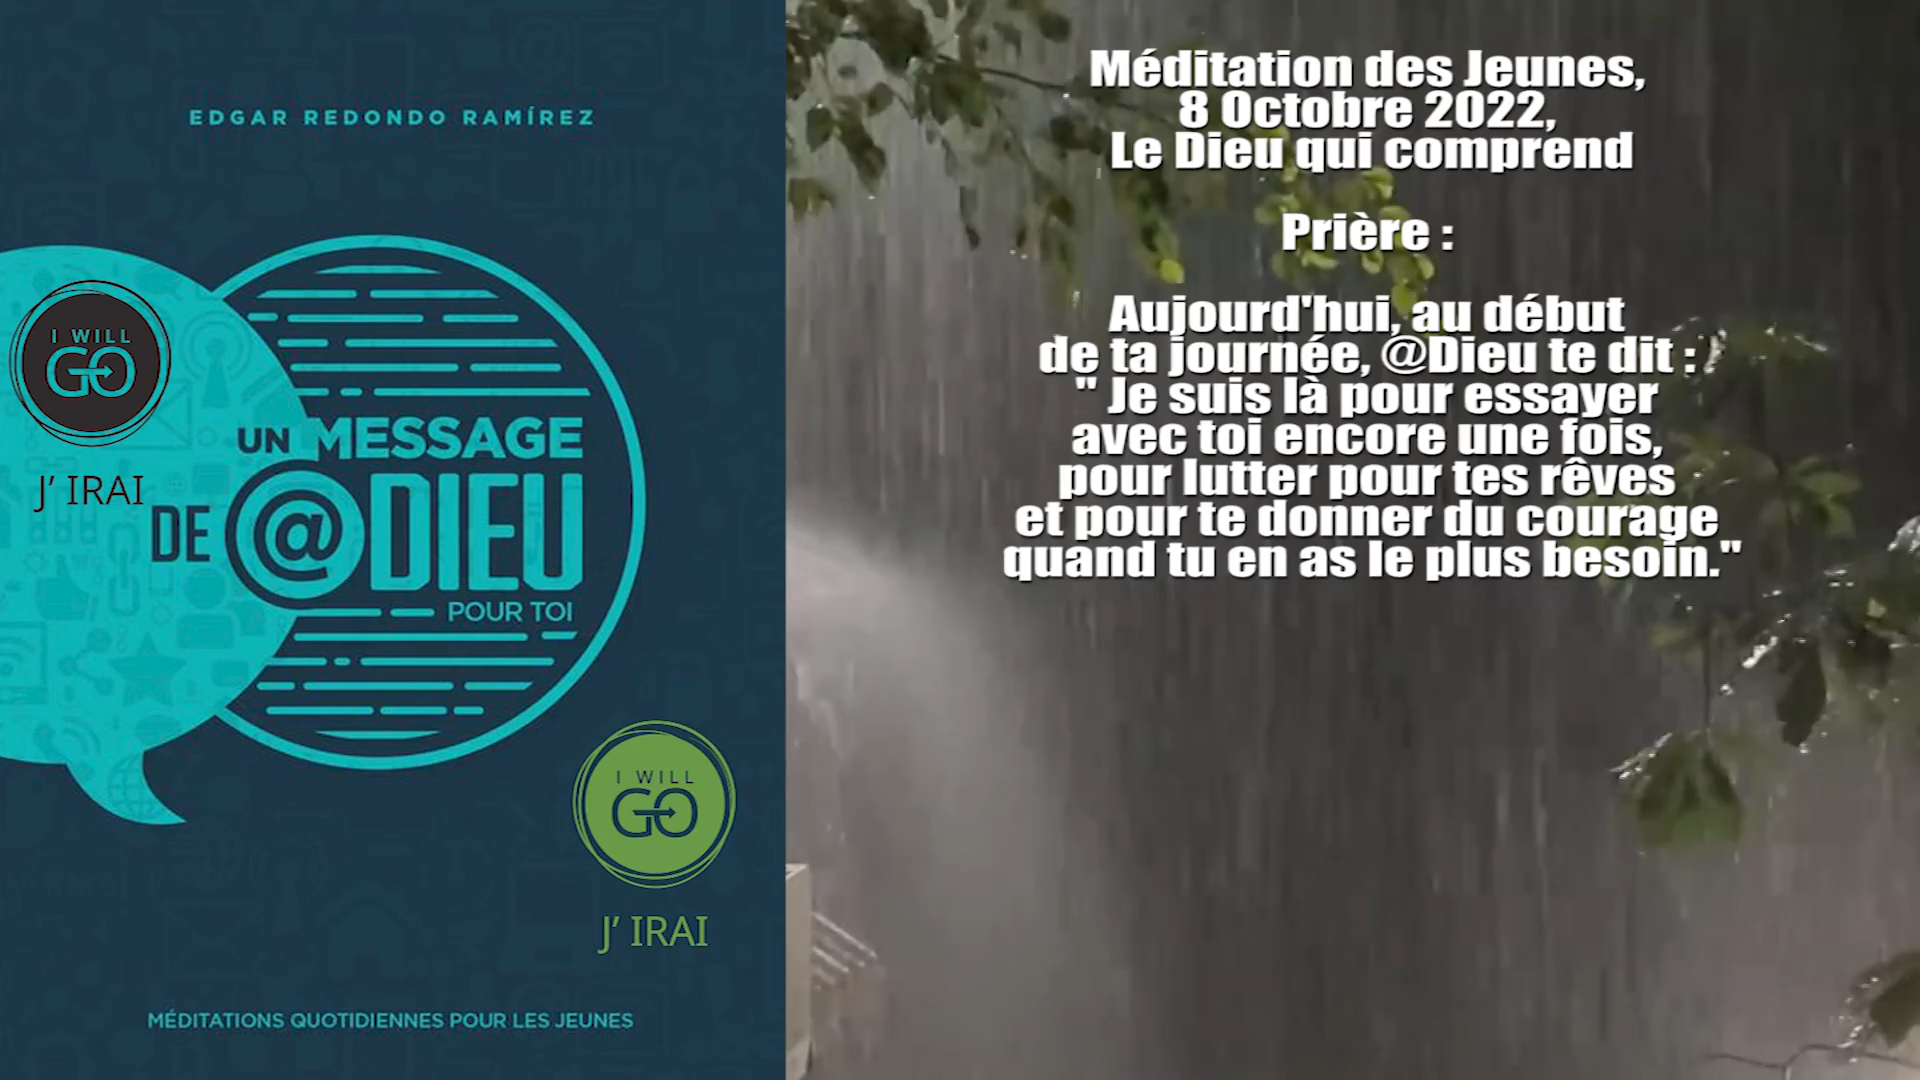 EDGAR REDONDO RAMÍREZ
I WILL
GO
J’ IRAI
UN MESSAGE
DE @DIEU
POUR TOI
I WILL
GO
J’ IRAI
MÉDITATIONS QUOTIDIENNES POUR LES JEUNES
Méditation des Jeunes,
8 Octobre 2022,
Le Dieu qui comprend
Prière :
Aujourd'hui, au début
de ta journée, @Dieu te dit :
" Je suis là pour essayer
avec toi encore une fois,
pour lutter pour tes rêves
et pour te donner du courage
quand tu en as le plus besoin."